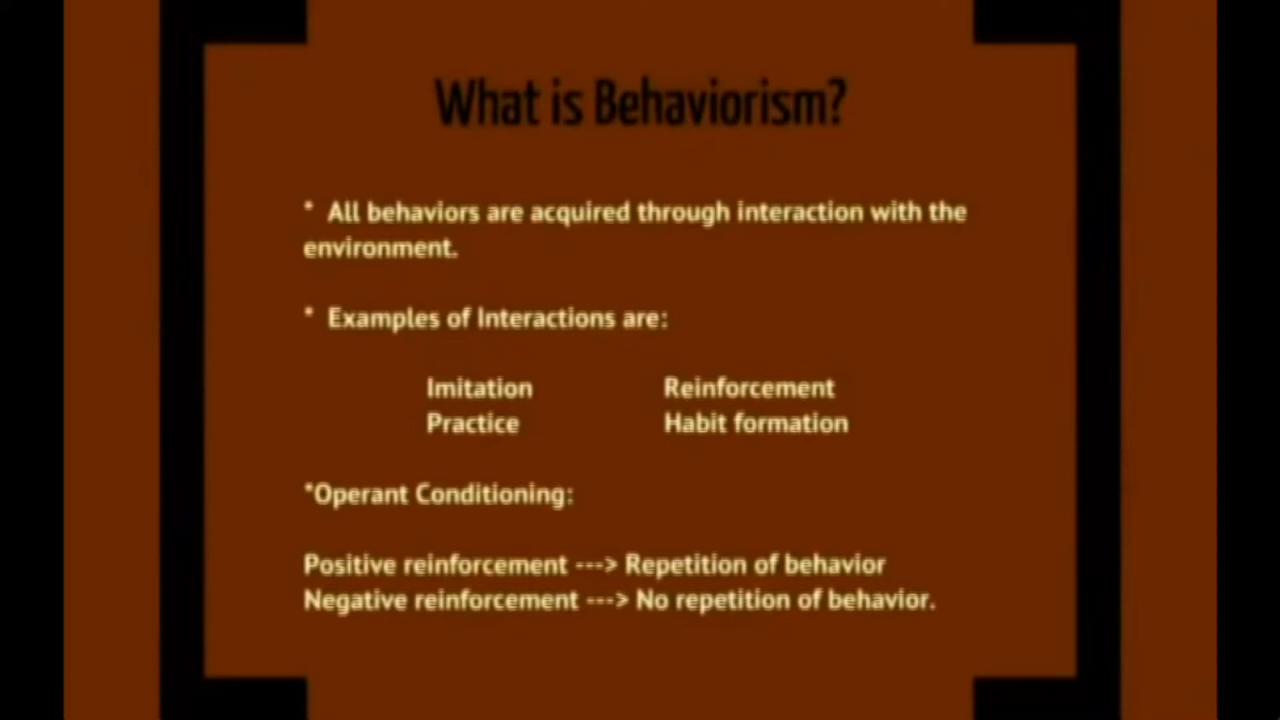 What is Behaviorism?
* All behaviors are acquired through interaction with the
environment.
* Examples of Interactions are:
Imitation Reinforcement
Practice Habit formation
*Operant Conditioning:
Positive reinforcement ---> Repetition of behavior
Negative reinforcement ---> No repetition of behavior.